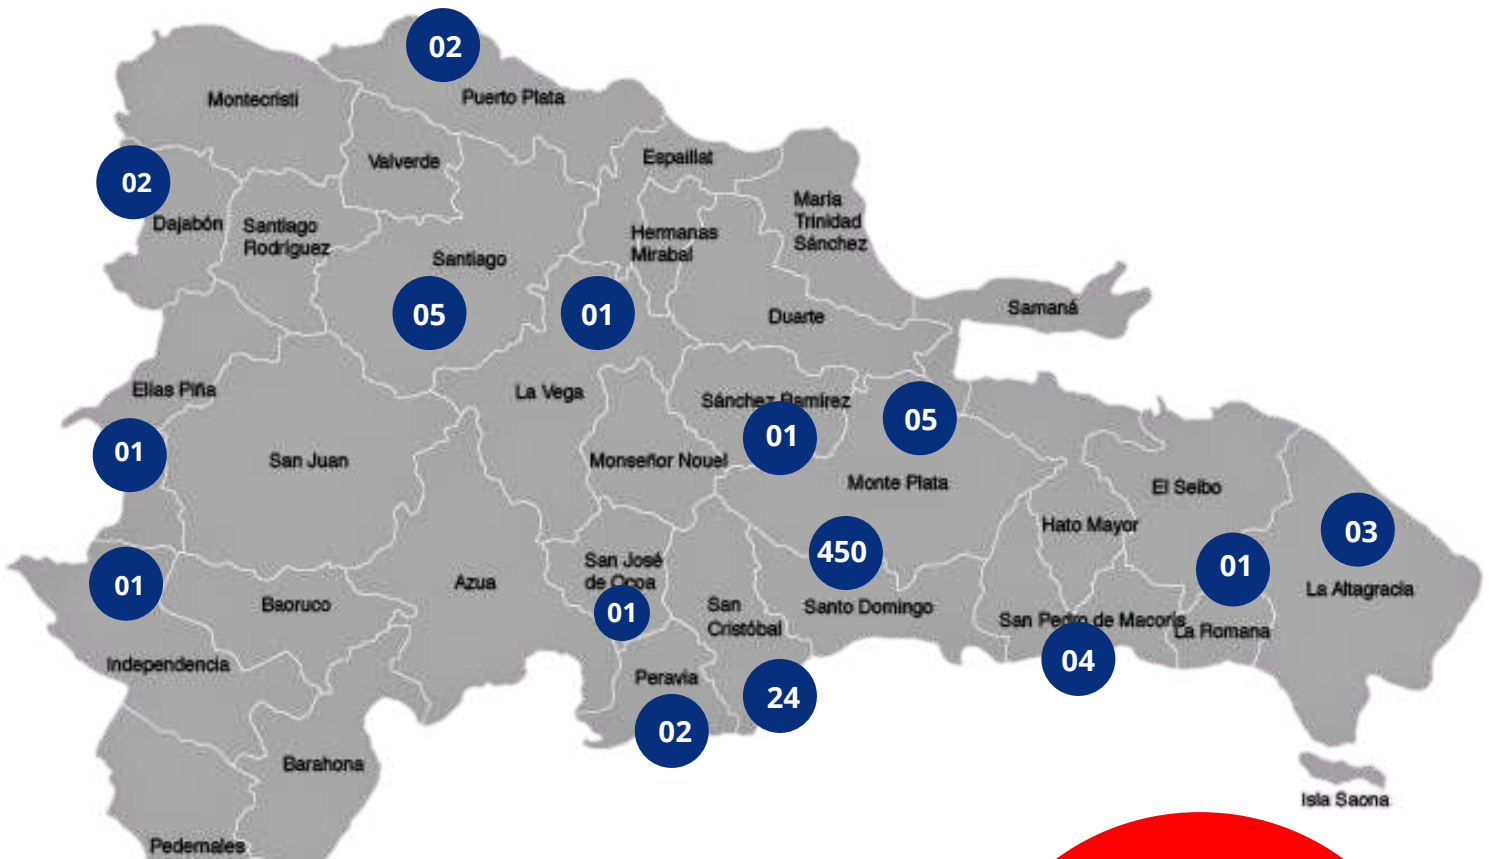 02
Montecristi
Puerto Plata
Valverde
Espaillat
02
Dajabón
Santiago
Rodríguez
María
Trinidad
Sánchez
Hermanas
Mirabal
Santiago
05
01
Duarte
Samaná
Elías Piña
La Vega
Sánchez Ramírez
01
05
01
San Juan
Monseñor Nouel
Monte Plata
El Seibo
Hato Mayor
03
450
01
01
San José
de Ocoa
01
Azua
Baoruco
San
Cristóbal
Santo Domingo
La Altagracia
San Pedro de Macorís
La Romana
04
Independencia
Peravia
24
02
Barahona
Isla Saona
Pedernales